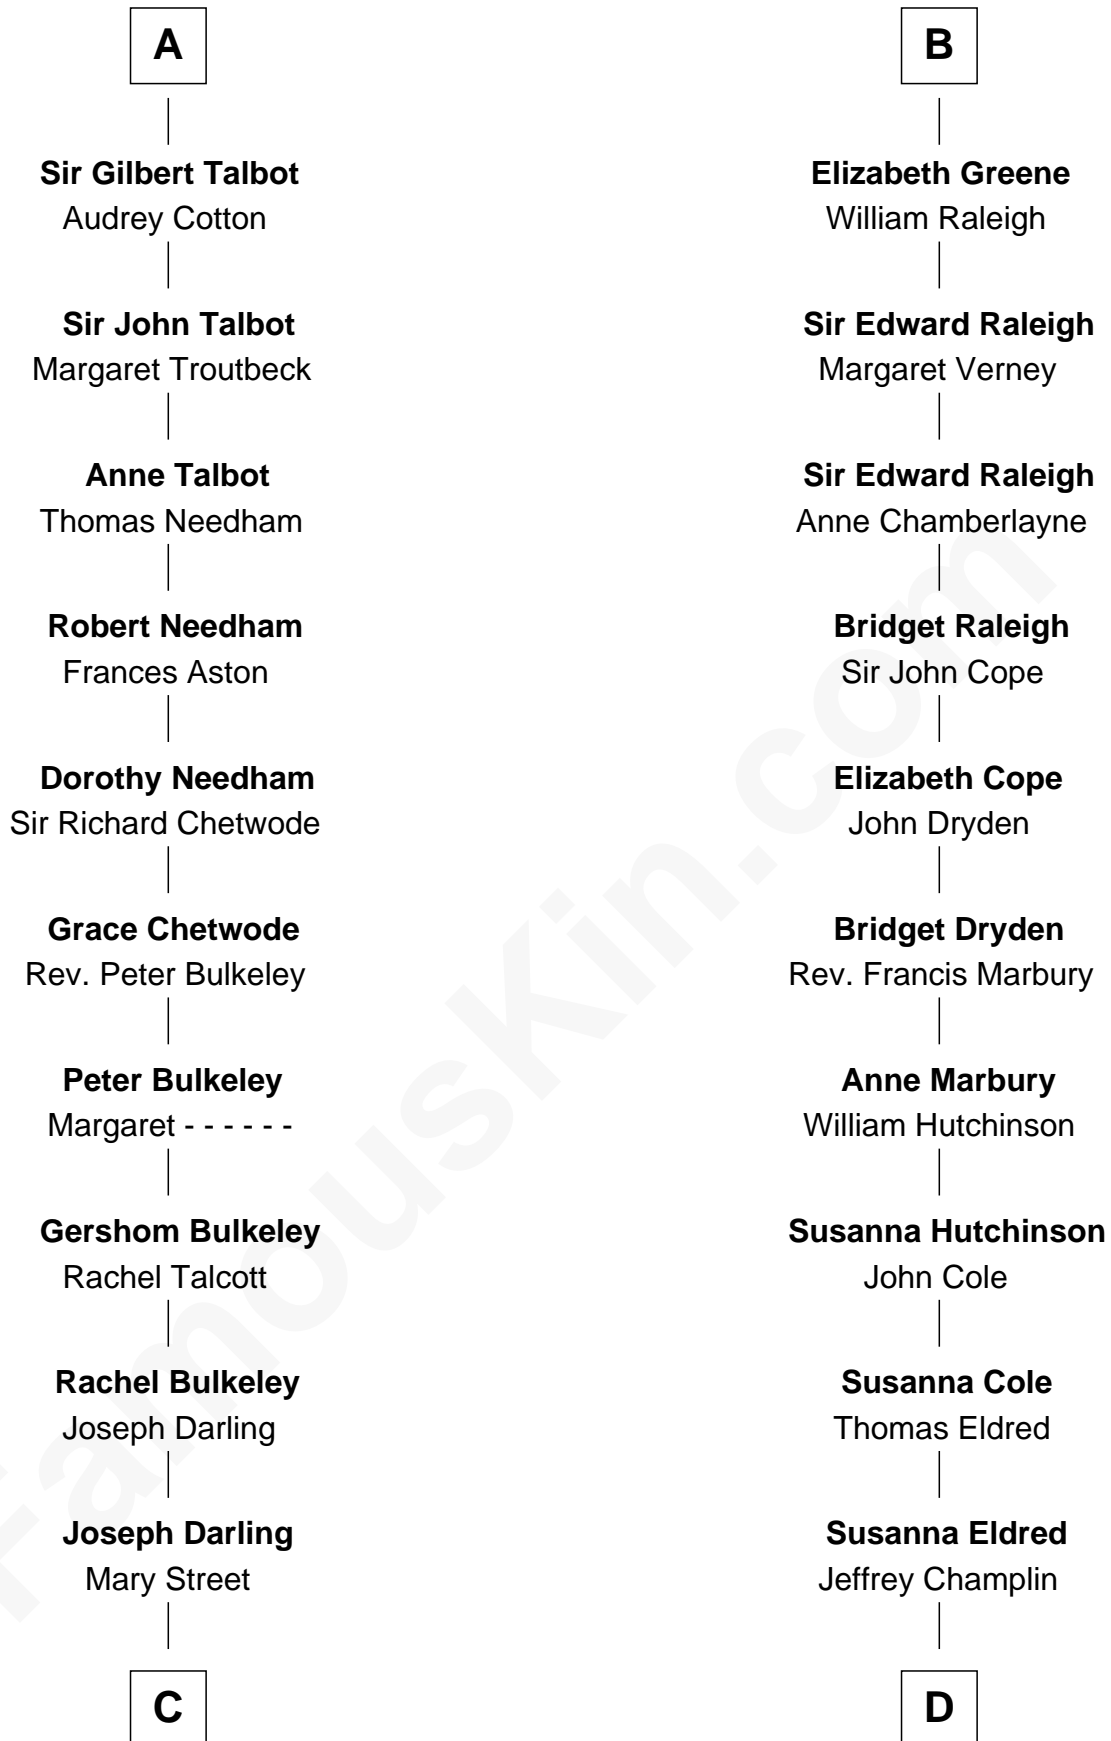 A
Sir Gilbert Talbot
Audrey Cotton
Sir John Talbot
Margaret Troutbeck
Anne Talbot
Thomas Needham
Robert Needham
Frances Aston
Dorothy Needham
Sir Richard Chetwode
Grace Chetwode
Rev. Peter Bulkeley
Peter Bulkeley
Margaret - - - - - -
Gershom Bulkeley
Rachel Talcott
Rachel Bulkeley
Joseph Darling
Joseph Darling
Mary Street
C
B
Elizabeth Greene
William Raleigh
Sir Edward Raleigh
Margaret Verney
Sir Edward Raleigh
Anne Chamberlayne
Bridget Raleigh
Sir John Cope
Elizabeth Cope
John Dryden
Bridget Dryden
Rev. Francis Marbury
Anne Marbury
William Hutchinson
Susanna Hutchinson
John Cole
Susanna Cole
Thomas Eldred
Susanna Eldred
Jeffrey Champlin
D
FamousKin.com